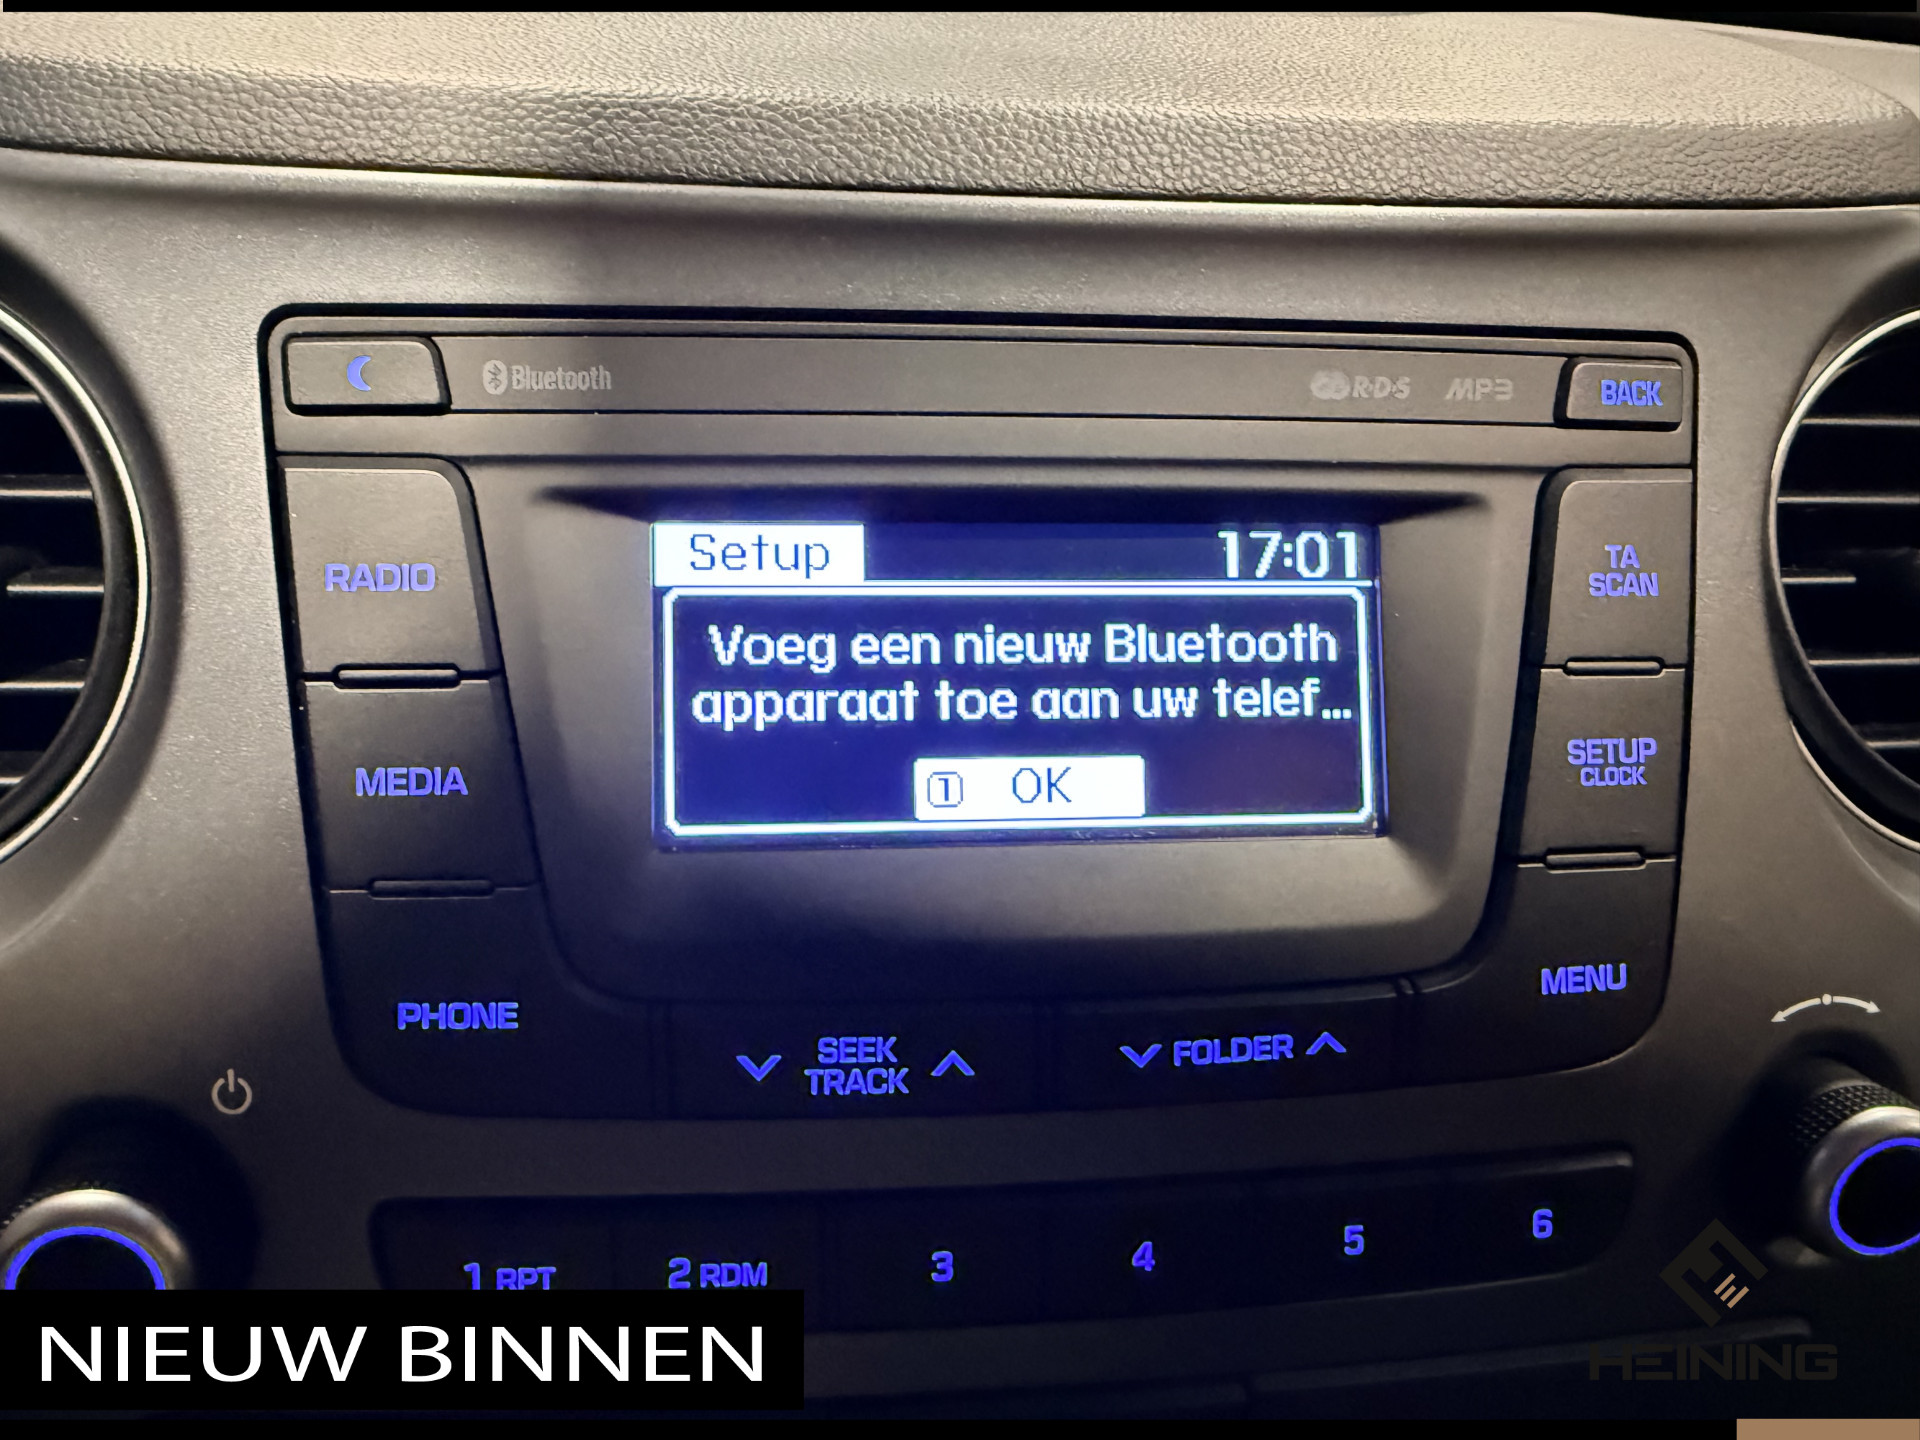 Bluetooth
R·D·S MP3
BACK
Setup 17:01
RADIO
TA
SCAN
Voeg een nieuw Bluetooth
apparaat toe aan uw telef...
1 OK
MEDIA
SETUP
CLOCK
PHONE
MENU
SEEK
TRACK
FOLDER
1 RPT 2 RDM 3 4 5 6
NIEUW BINNEN
HEINING